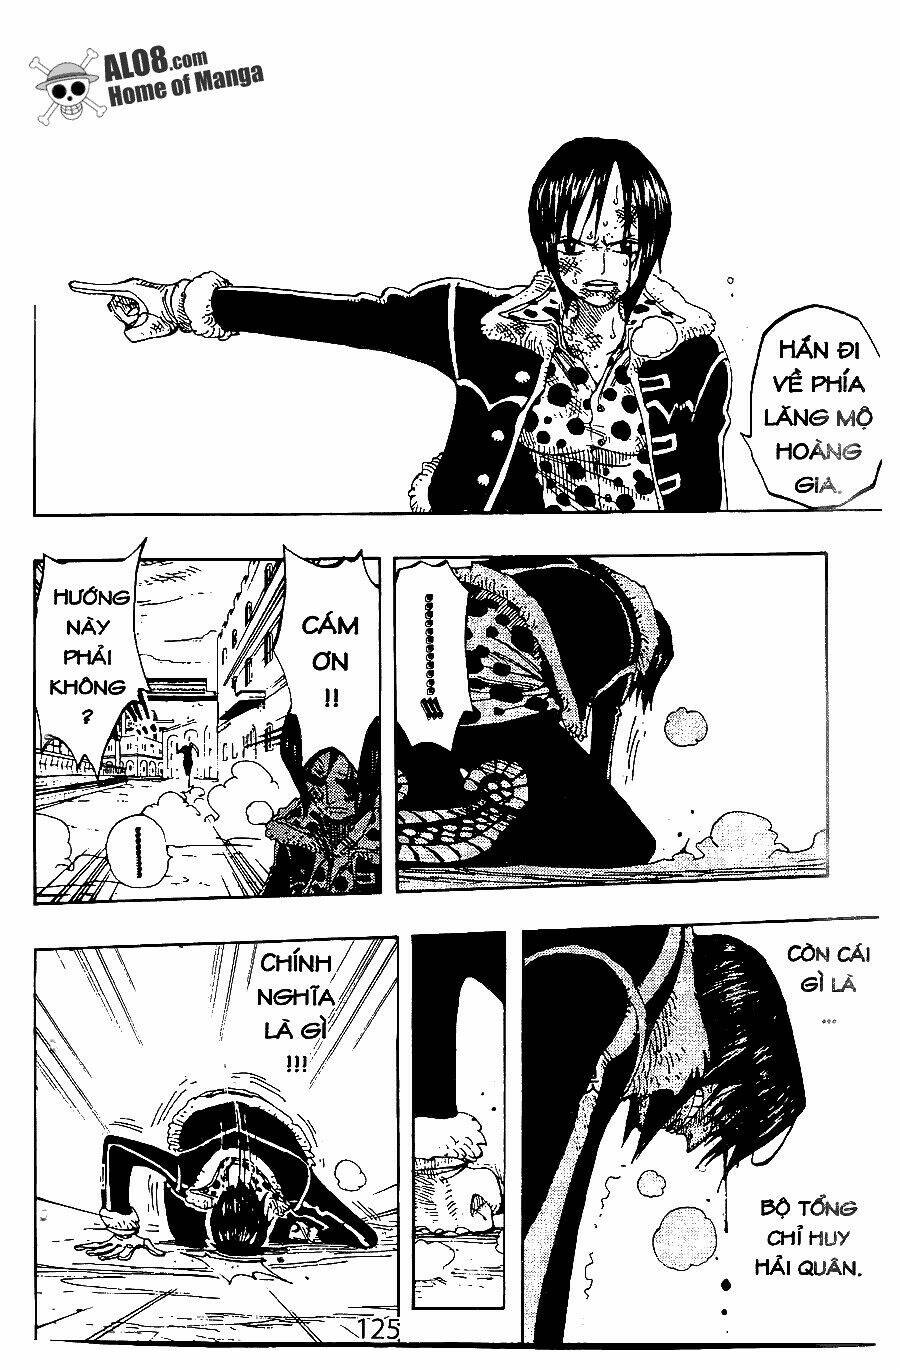 AL08.com
Home of Manga
HẮN ĐI
VỀ PHÍA
LĂNG MỘ
HOÀNG
GIA.
HƯỚNG
NÀY
PHẢI
KHÔNG
?
CÁM
ƠN
!!
CHÍNH
NGHĨA
LÀ GÌ
!!!
CÒN CÁI
GÌ LÀ
...
BỘ TỔNG
CHỈ HUY
HẢI QUÂN.
125